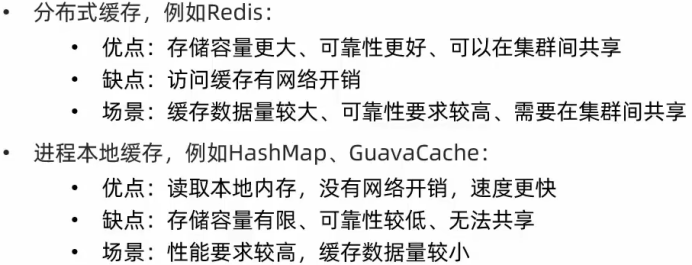 • 分布式缓存，例如Redis：
• 优点：存储容量更大、可靠性更好、可以在集群间共享
• 缺点：访问缓存有网络开销
• 场景：缓存数据量较大、可靠性要求较高、需要在集群间共享
• 进程本地缓存，例如HashMap、GuavaCache：
• 优点：读取本地内存，没有网络开销，速度更快
• 缺点：存储容量有限、可靠性较低、无法共享
• 场景：性能要求较高，缓存数据量较小